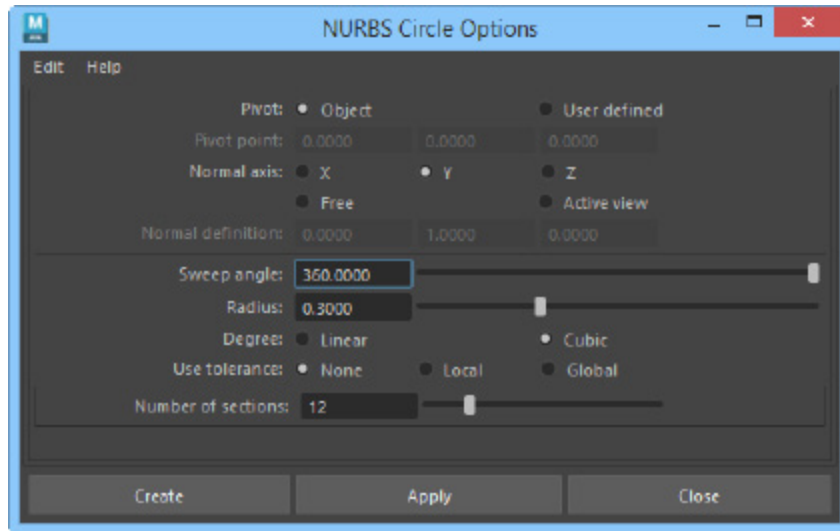 NURBS Circle Options
Edit Help
Pivot: Object User defined
Pivot point: 0.0000 0.0000 0.0000
Normal axis: X Y Z
Free Active view
Normal definition: 0.0000 1.0000 0.0000
Sweep angle: 360.0000
Radius: 0.3000
Degree: Linear Cubic
Use tolerance: None Local Global
Number of sections: 12
Create Apply Close